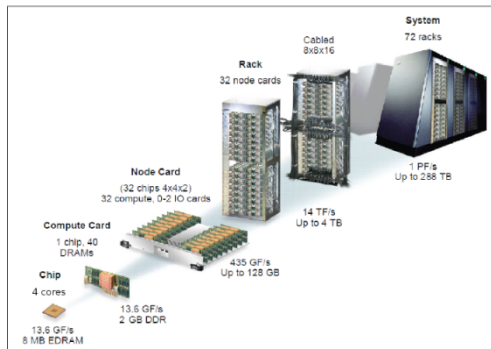 System
72 racks
Cabled
8x8x16
Rack
32 node cards
Node Card
(32 chips 4x4x2)
32 compute, 0-2 IO cards
Compute Card
1 chip, 40
DRAMs
Chip
4 cores
13.6 GF/s
8 MB EDRAM
13.6 GF/s
2 GB DDR
435 GF/s
Up to 128 GB
14 TF/s
Up to 4 TB
1 PF/s
Up to 288 TB